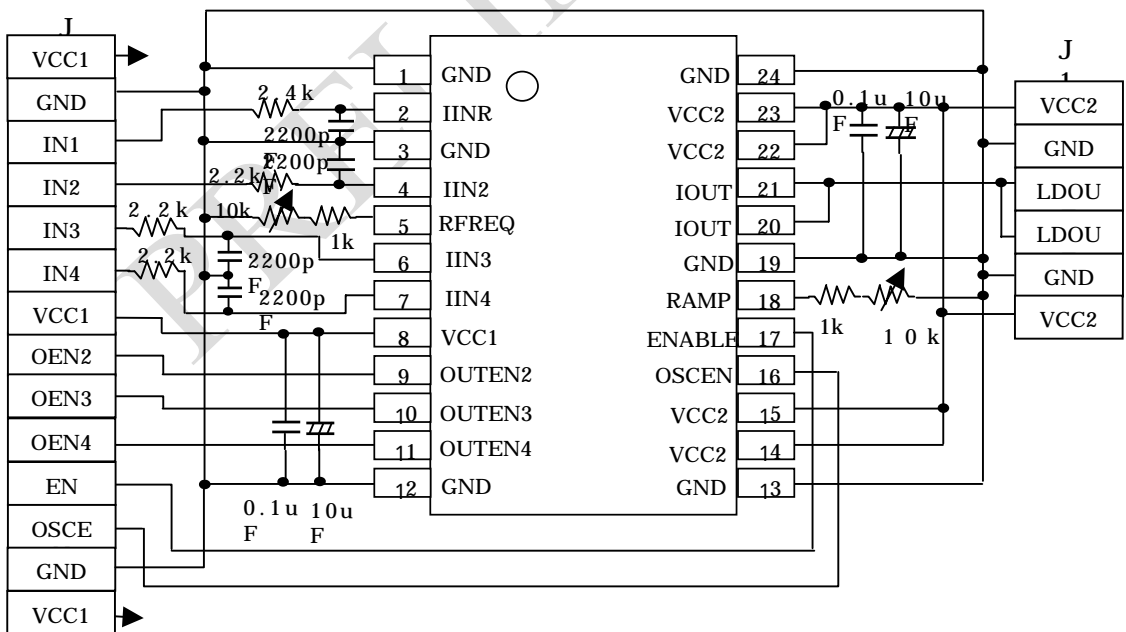 J
VCC1
GND
IN1
IN2
IN3
IN4
VCC1
OEN2
OEN3
OEN4
EN
OSCE
GND
VCC1
2.4k
2200p
F
2200p
F
2.2k
10k
1k
2.2k
2.2k
2200p
F
2200p
F
0.1u
F
10u
F
1 GND
2 IINR
3 GND
4 IIN2
5 RFREQ
6 IIN3
7 IIN4
8 VCC1
9 OUTEN2
10 OUTEN3
11 OUTEN4
12 GND
GND 24
VCC2 23
VCC2 22
IOUT 21
IOUT 20
GND 19
RAMP 18
ENABLE 17
OSCEN 16
VCC2 15
VCC2 14
GND 13
0.1u
F
10u
F
1k
10k
J
1
VCC2
GND
LDOU
LDOU
GND
VCC2